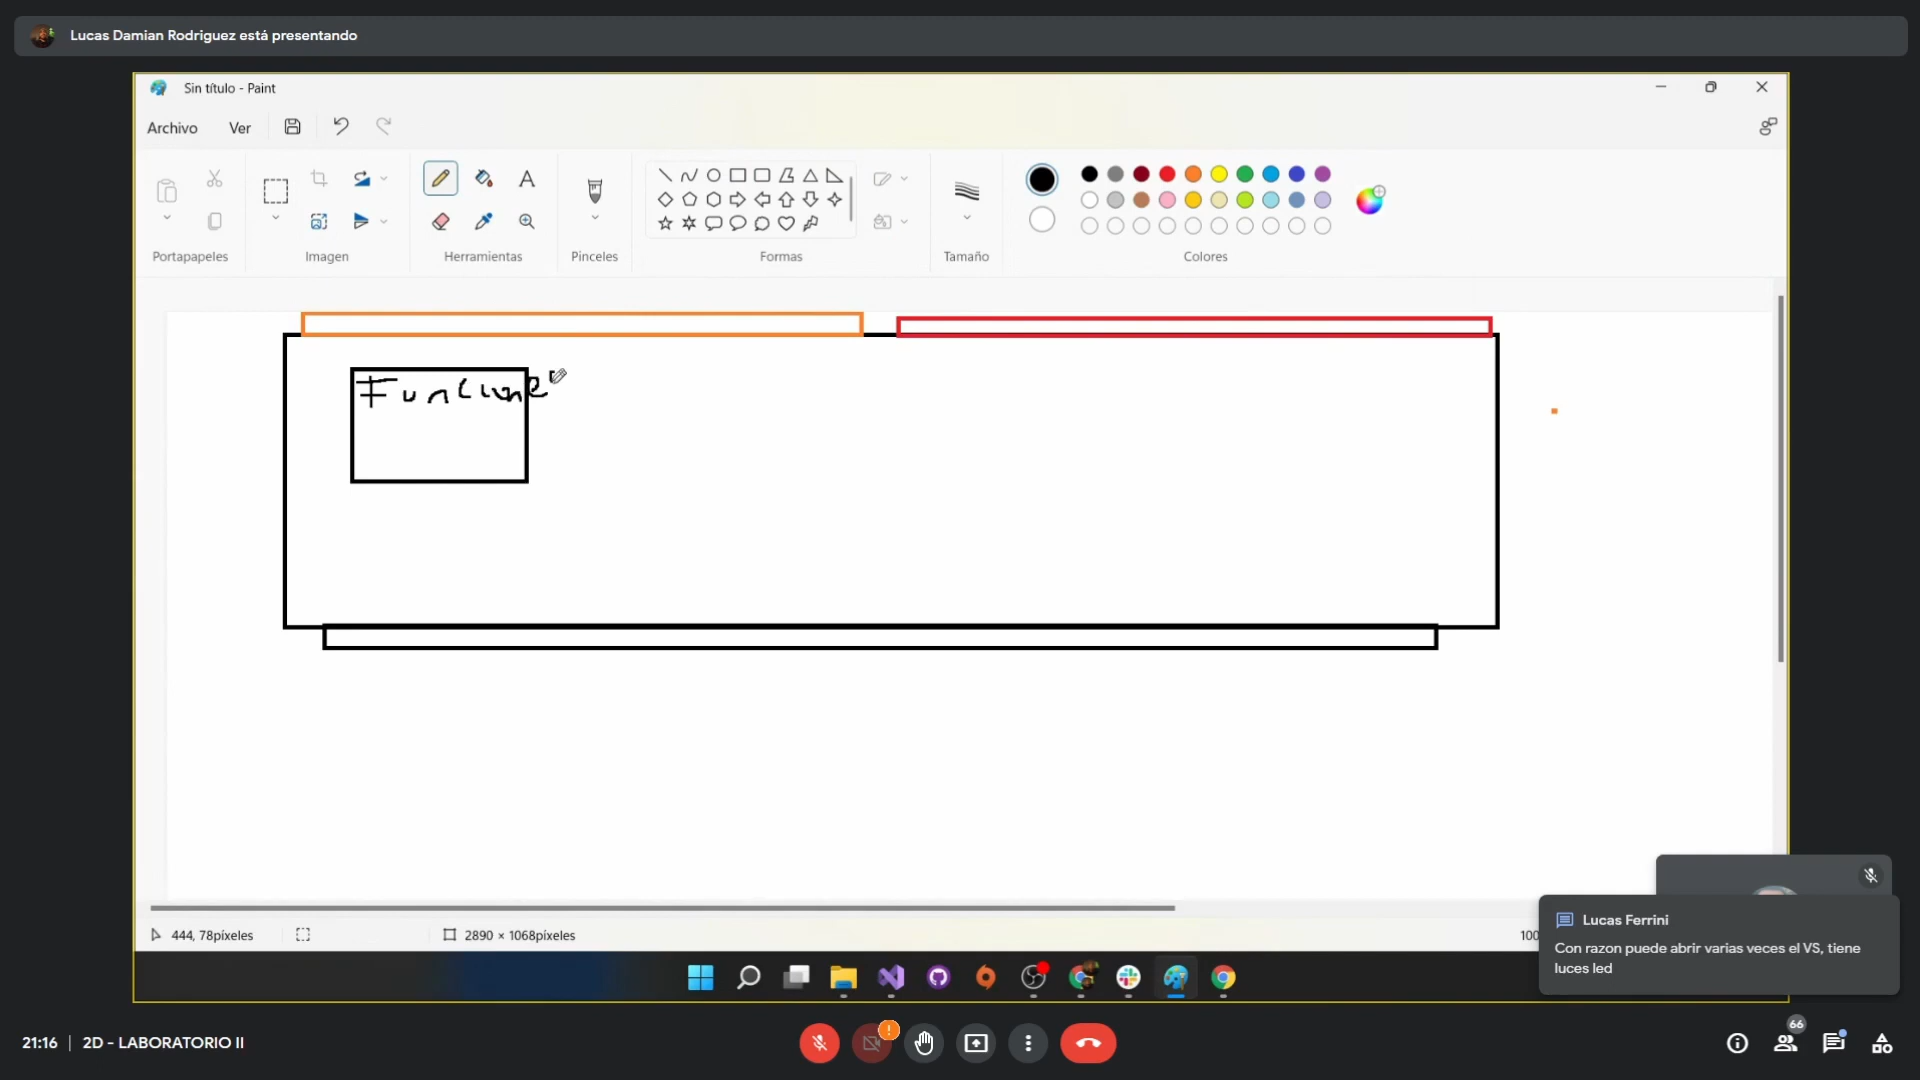 Lucas Damian Rodriguez está presentando
Sin título - Paint
Archivo Ver
Portapapeles Imagen Herramientas Pinceles Formas Tamaño Colores
Funciones
444, 78píxeles 2890 × 1068píxeles 100
Lucas Ferrini
Con razon puede abrir varias veces el VS, tiene
luces led
21:16 | 2D - LABORATORIO II
66